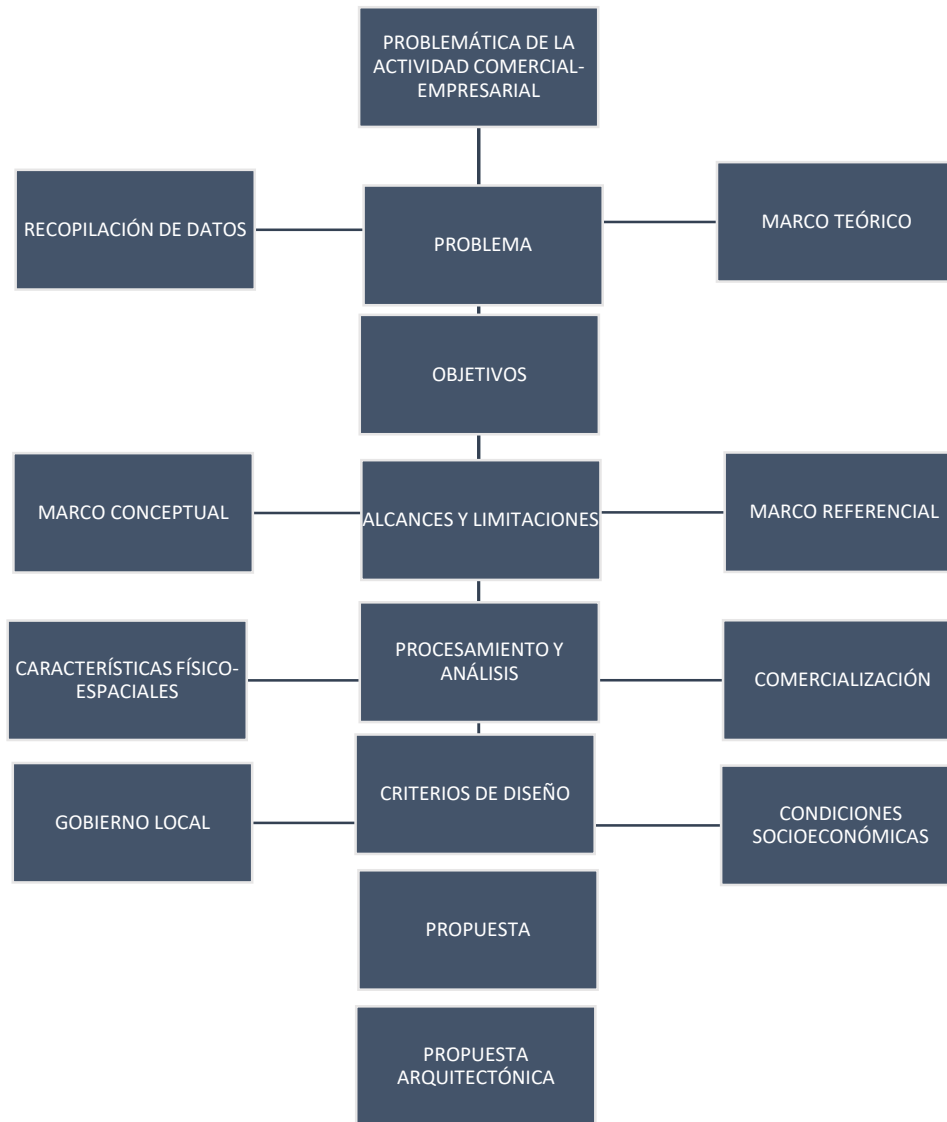 PROBLEMÁTICA DE LA
ACTIVIDAD COMERCIAL-
EMPRESARIAL
RECOPILACIÓN DE DATOS
PROBLEMA
MARCO TEÓRICO
OBJETIVOS
MARCO CONCEPTUAL
ALCANCES Y LIMITACIONES
MARCO REFERENCIAL
CARACTERÍSTICAS FÍSICO-
ESPACIALES
PROCESAMIENTO Y
ANÁLISIS
COMERCIALIZACIÓN
GOBIERNO LOCAL
CRITERIOS DE DISEÑO
CONDICIONES
SOCIOECONÓMICAS
PROPUESTA
PROPUESTA
ARQUITECTÓNICA